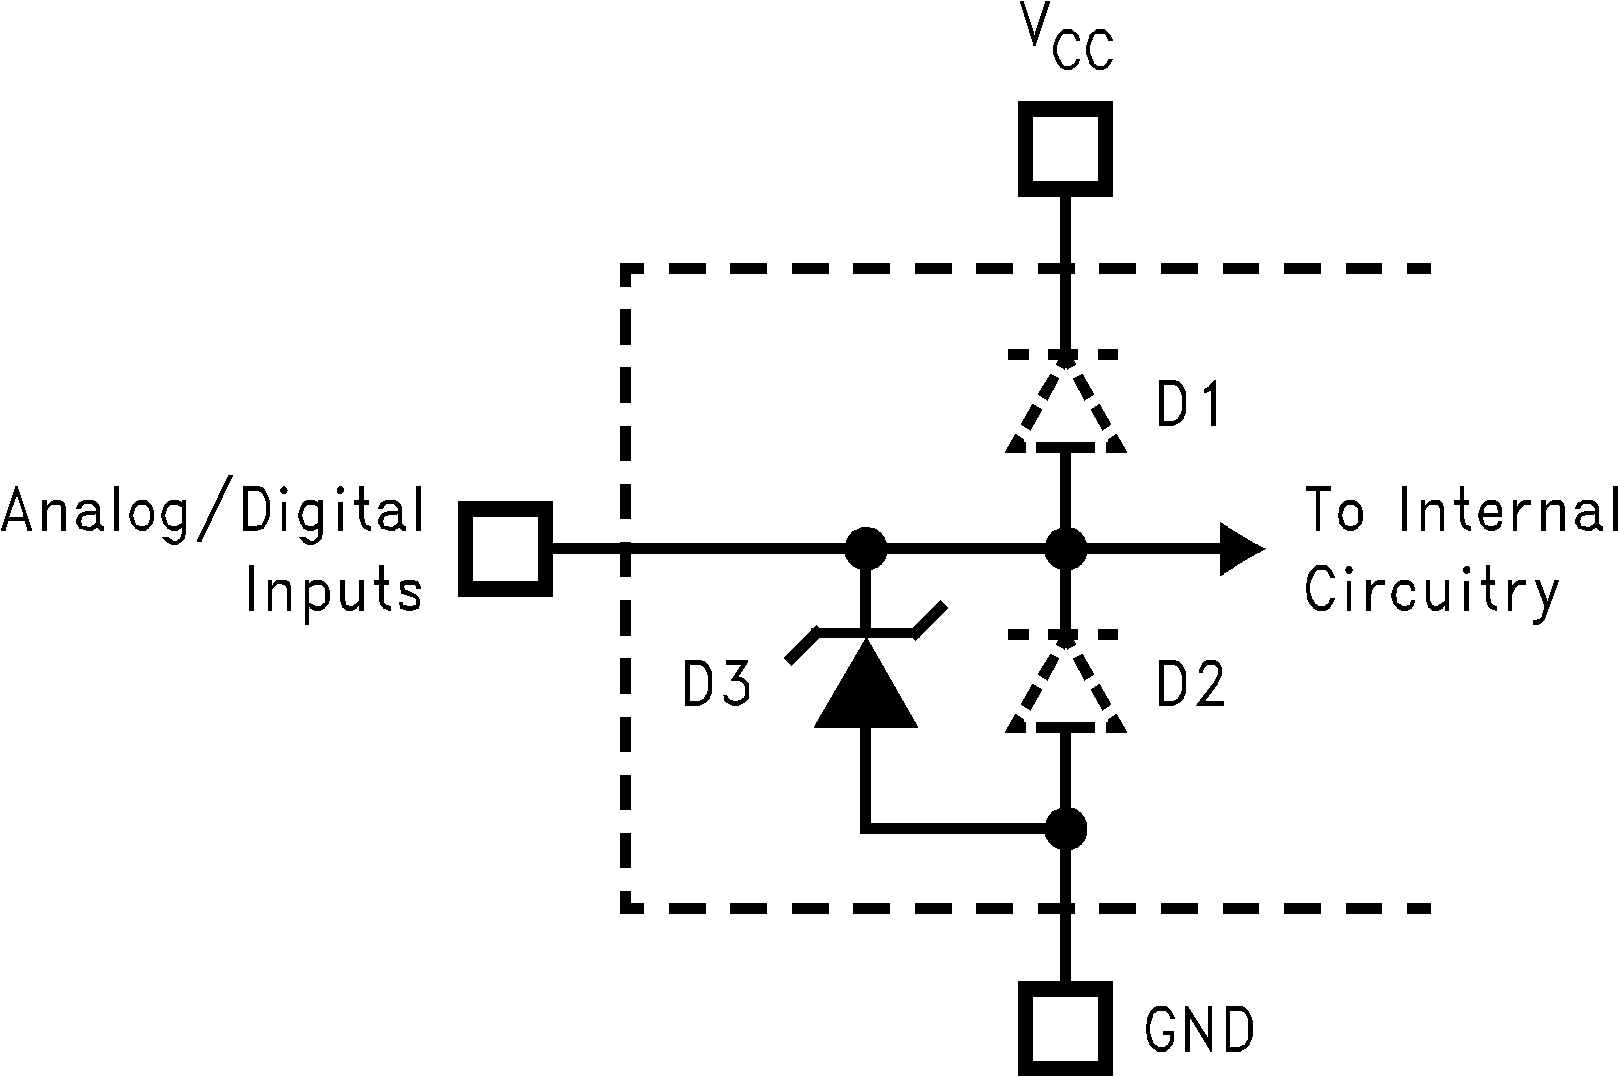 VCC
D1
Analog/Digital
Inputs
To Internal
Circuitry
D3
D2
GND